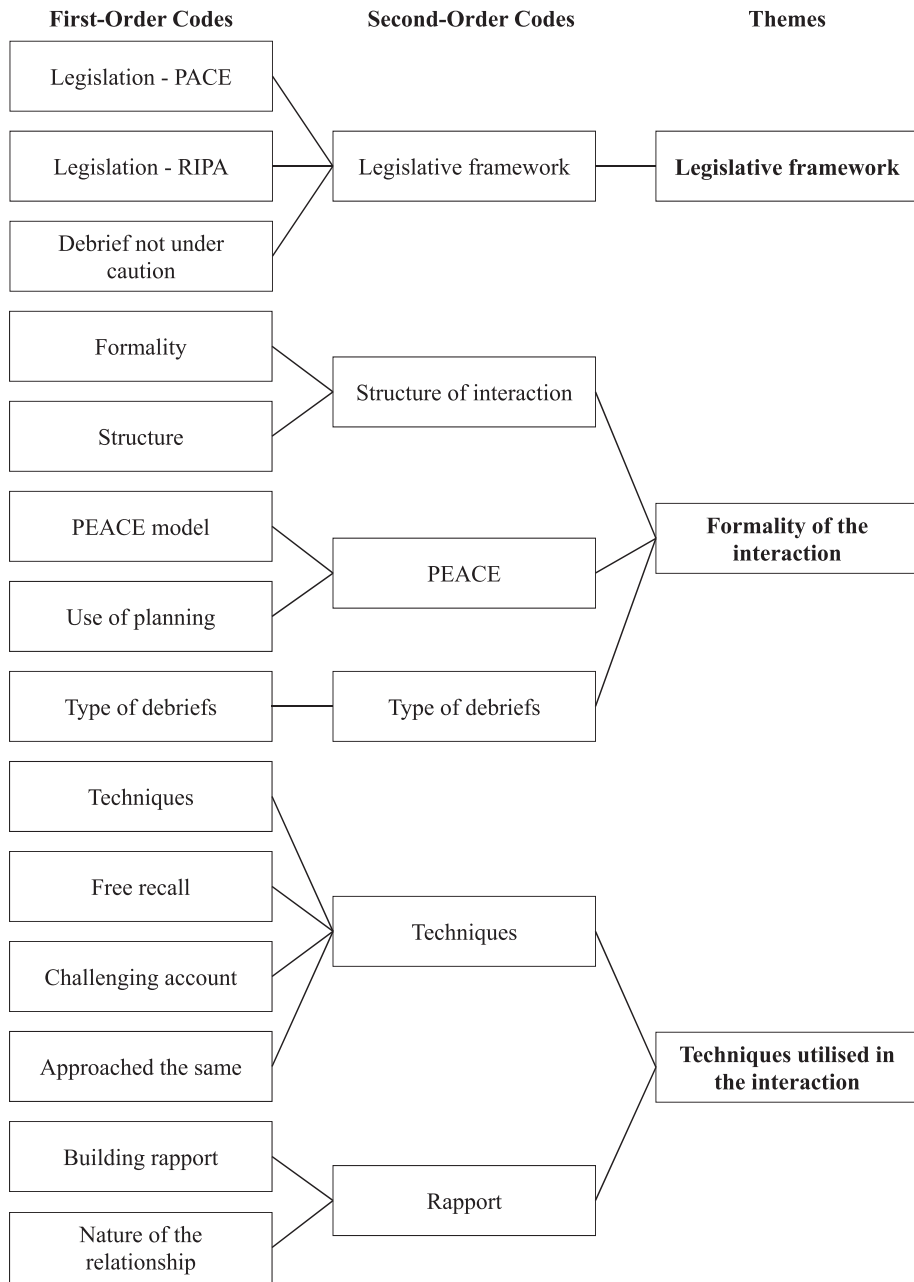 First-Order Codes
Second-Order Codes
Themes
Legislation - PACE
Legislation - RIPA
Debrief not under
caution
Legislative framework
Legislative framework
Formality
Structure
Structure of interaction
PEACE model
Use of planning
PEACE
Type of debriefs
Type of debriefs
Formality of the
interaction
Techniques
Free recall
Challenging account
Approached the same
Techniques
Building rapport
Nature of the
relationship
Rapport
Techniques utilised in
the interaction